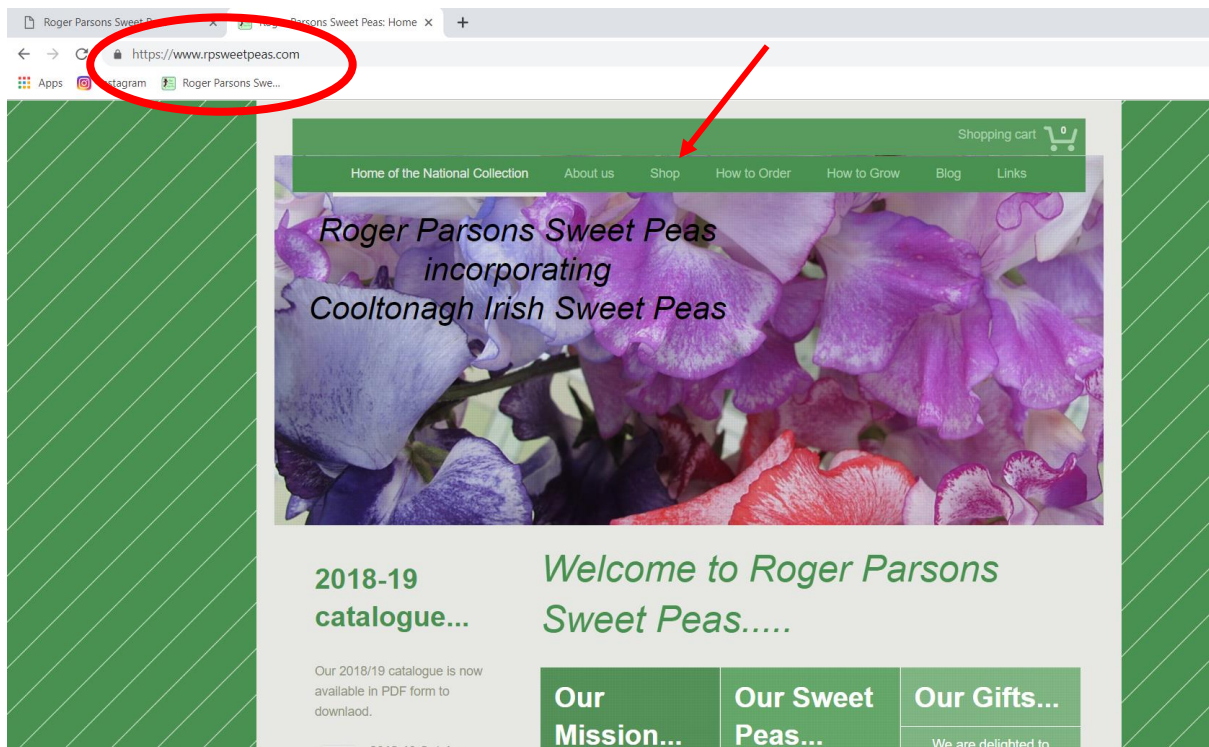 Roger Parsons Sweet P
Roger Parsons Sweet Peas: Home
https://www.rpsweetpeas.com
Apps
Roger Parsons Swe...
Shopping cart 0
Home of the National Collection About us Shop How to Order How to Grow Blog Links
Roger Parsons Sweet Peas
incorporating
Cooltonagh Irish Sweet Peas
2018-19
catalogue...
Welcome to Roger Parsons
Sweet Peas.....
Our 2018/19 catalogue is now
available in PDF form to
downlaod.
Our
Mission...
Our Sweet
Peas...
Our Gifts...
We are delighted to